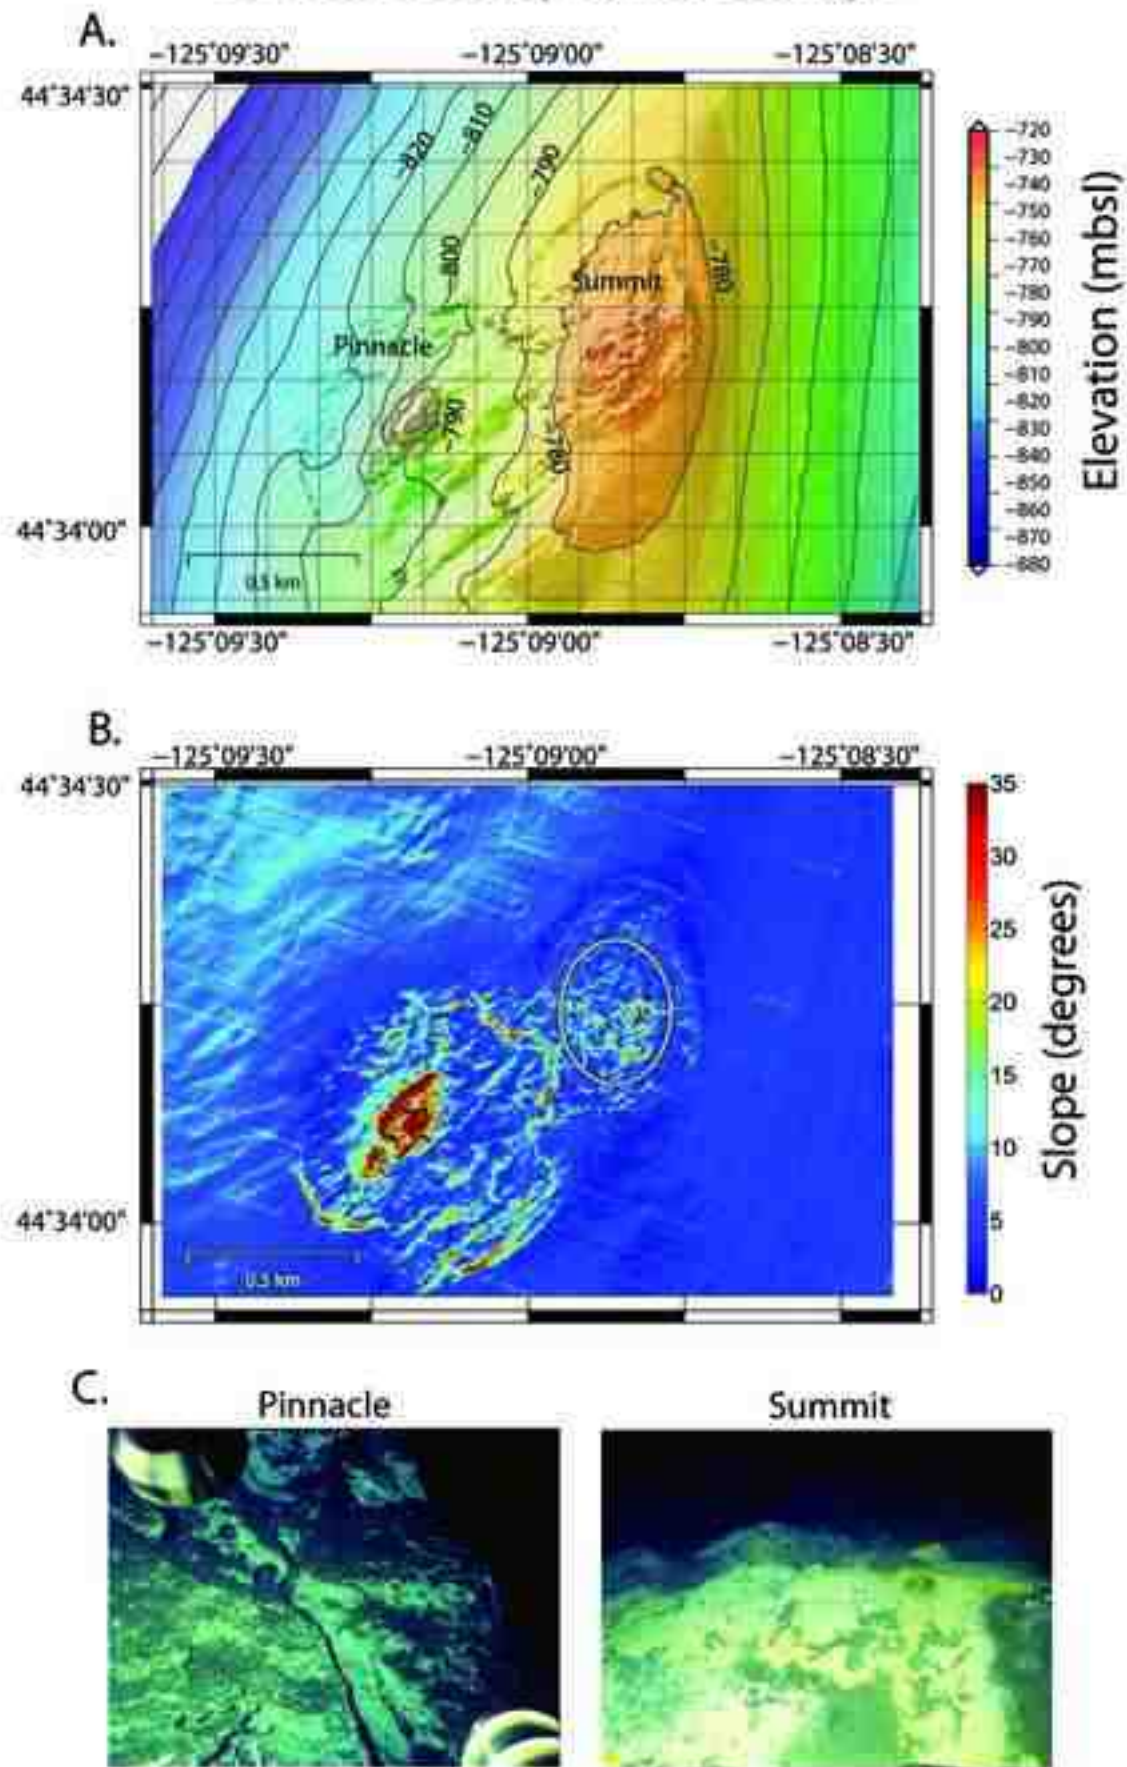 A.
−125°09'30" −125°09'00" −125°08'30"
44°34'30"
−820
−810
−790
−800
−780
Summit
Pinnacle
−790
−780
44°34'00"
0.5 km
−125°09'30" −125°09'00" −125°08'30"
−720
−730
−740
−750
−760
−770
−780
−790
−800
−810
−820
−830
−840
−850
−860
−870
−880
Elevation (mbsl)
B.
−125°09'30" −125°09'00" −125°08'30"
44°34'30"
44°34'00"
0.5 km
35
30
25
20
15
10
5
0
Slope (degrees)
C.
Pinnacle Summit